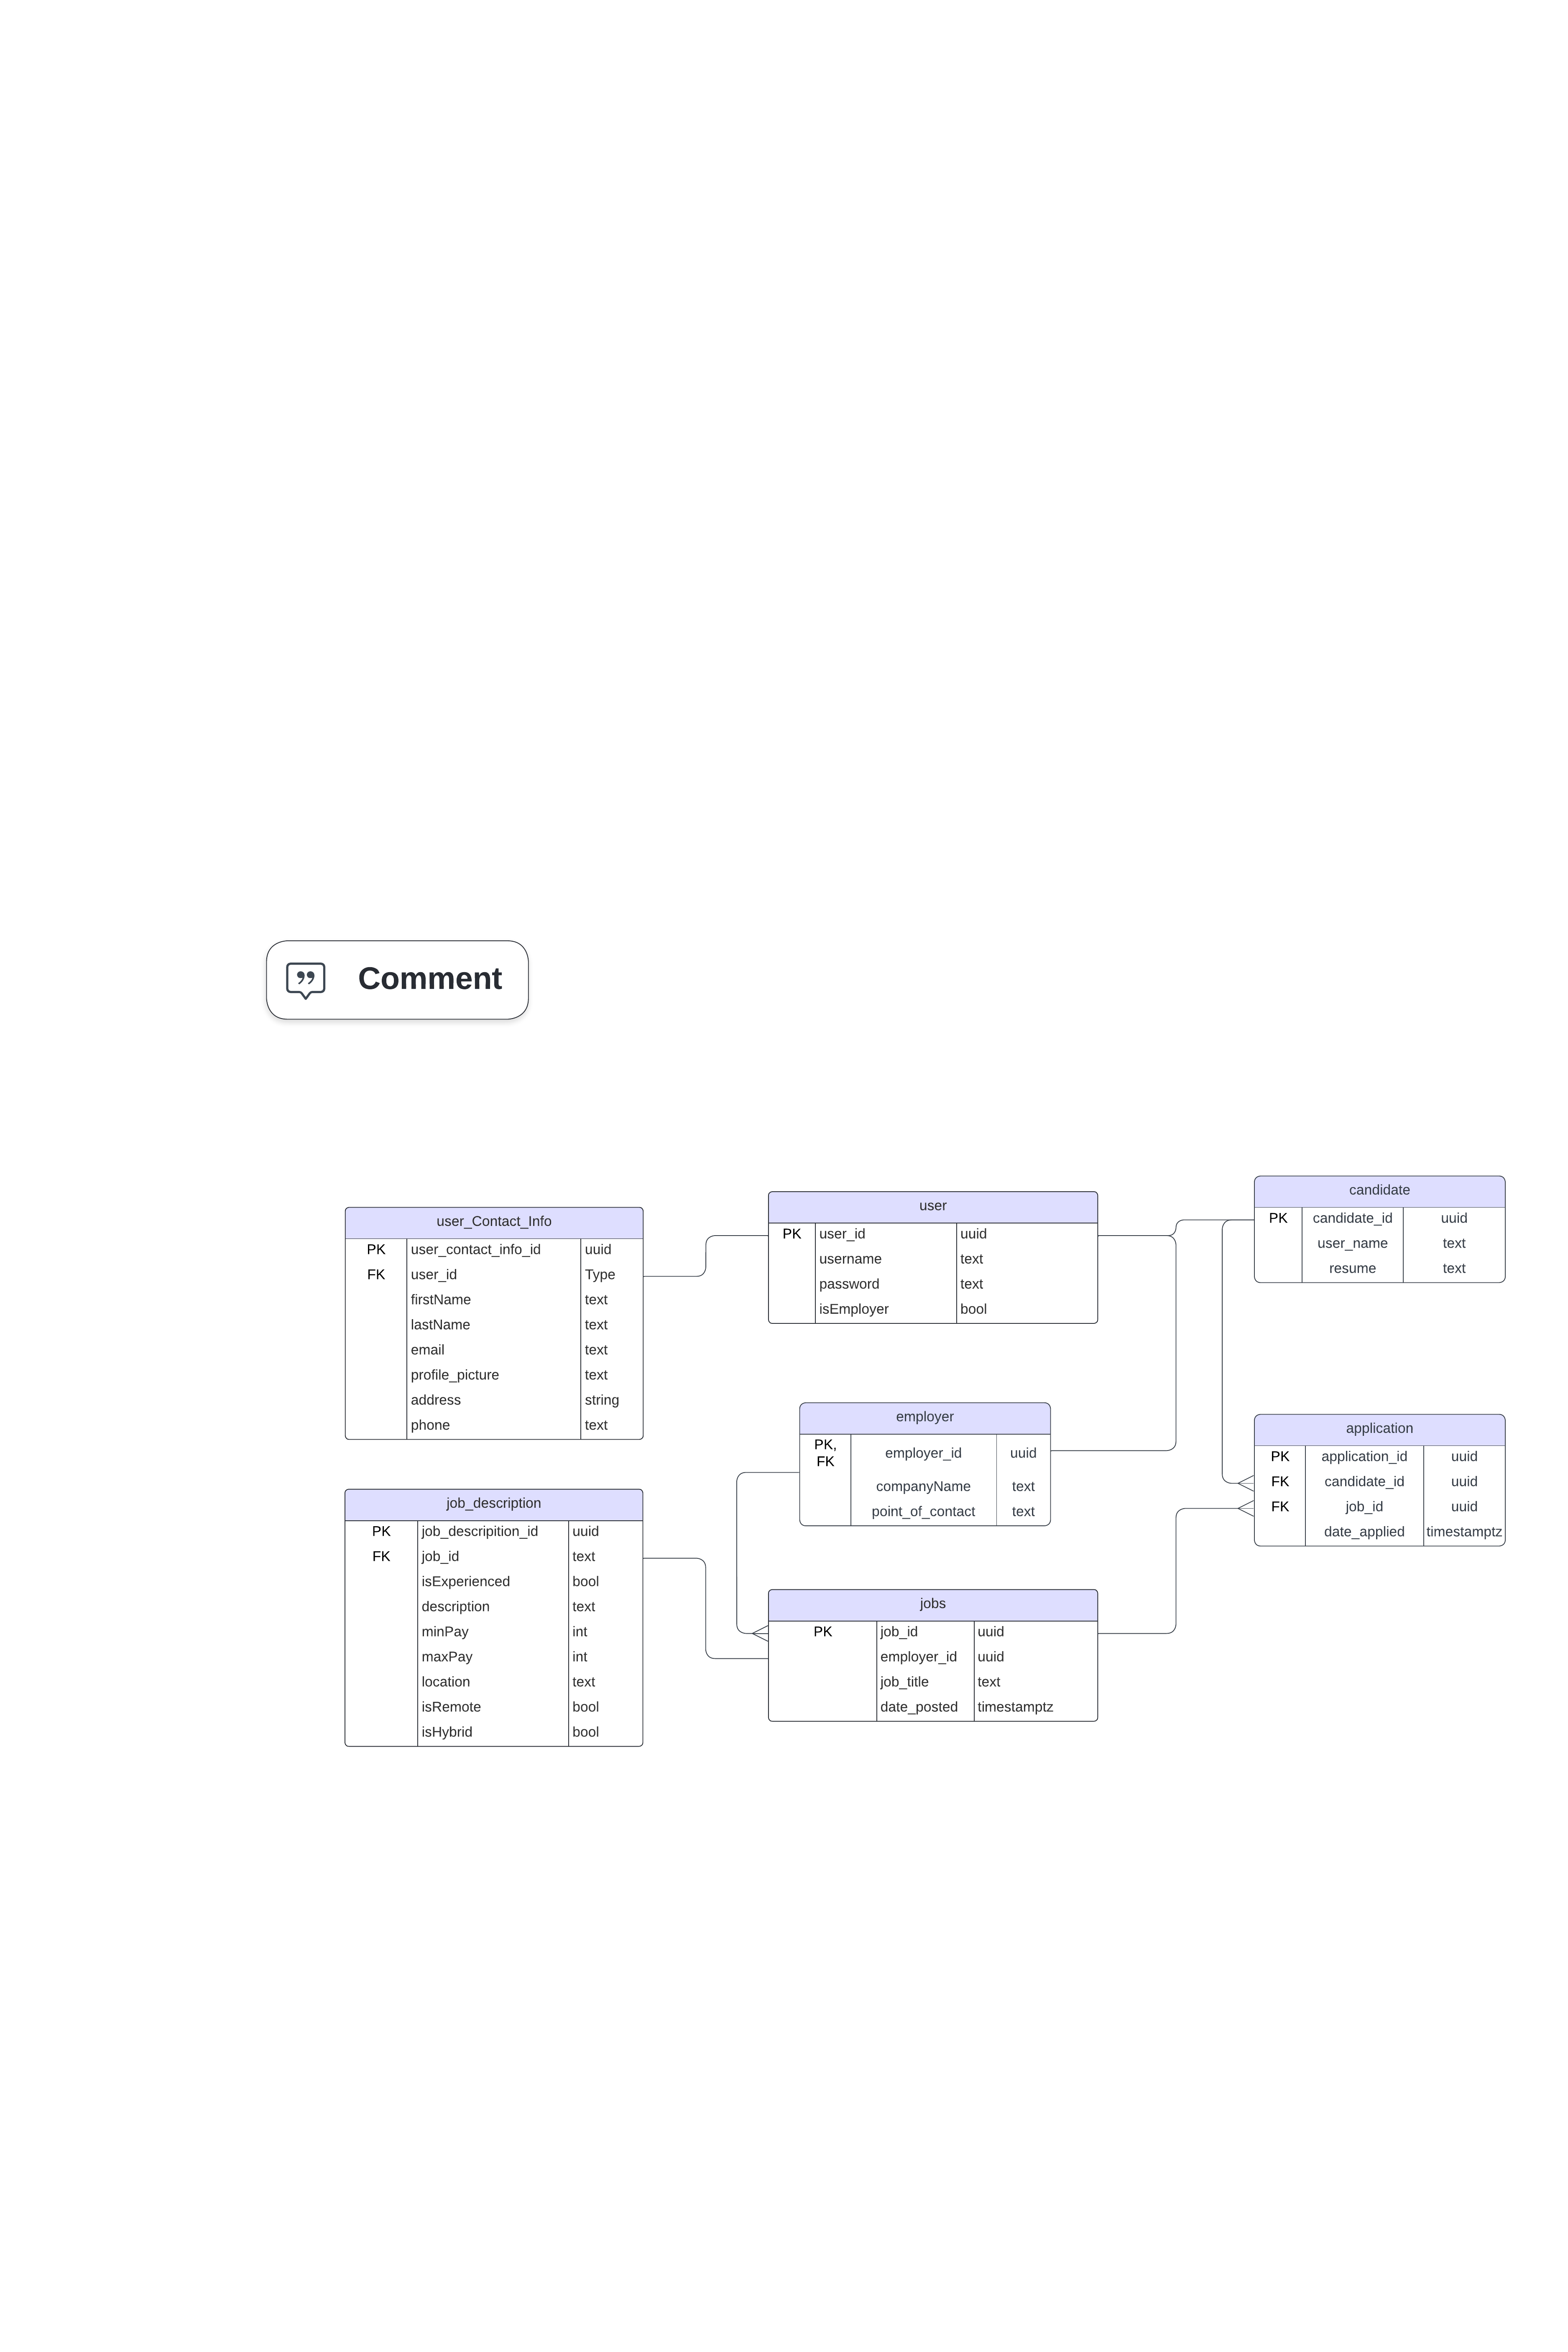 Comment
user_Contact_Info
PK user_contact_info_id uuid
FK user_id Type
firstName text
lastName text
email text
profile_picture text
address string
phone text
user
PK user_id uuid
username text
password text
isEmployer bool
candidate
PK candidate_id uuid
user_name text
resume text
employer
PK,
FK employer_id uuid
companyName text
point_of_contact text
application
PK application_id uuid
FK candidate_id uuid
FK job_id uuid
date_applied timestamptz
job_description
PK job_descripition_id uuid
FK job_id text
isExperienced bool
description text
minPay int
maxPay int
location text
isRemote bool
isHybrid bool
jobs
PK job_id uuid
employer_id uuid
job_title text
date_posted timestamptz